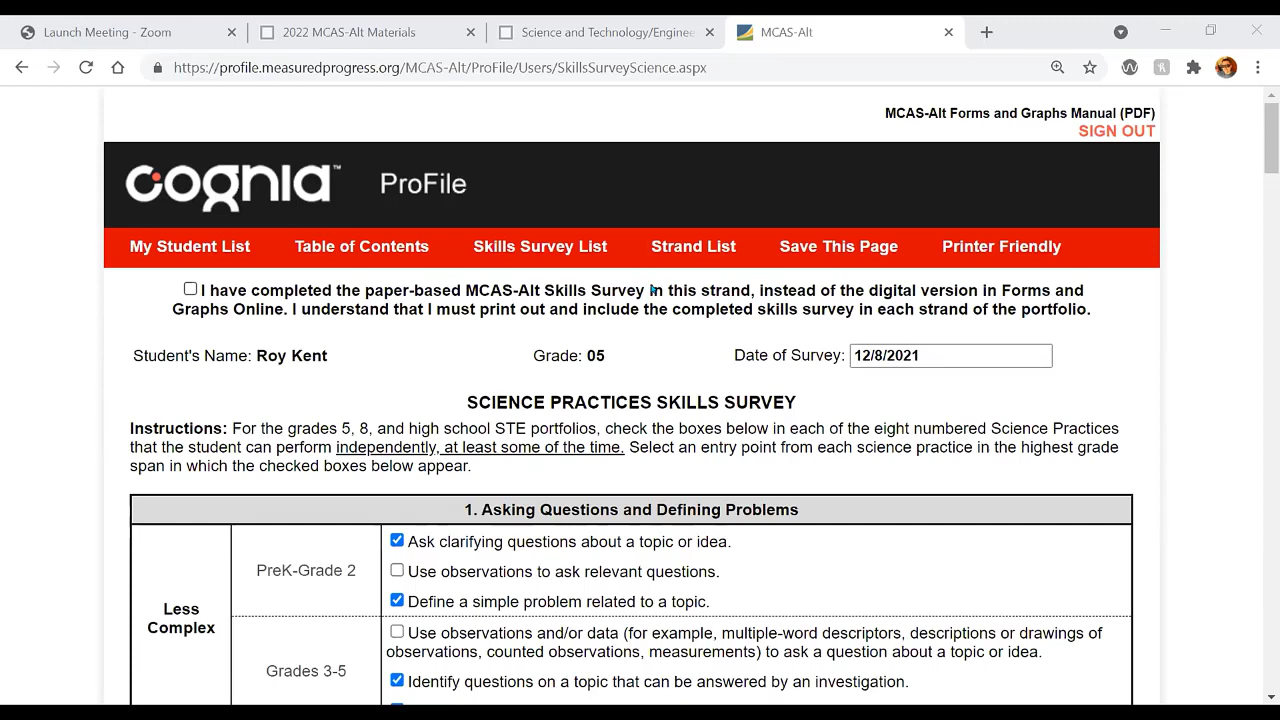 Launch Meeting - Zoom
2022 MCAS-Alt Materials
Science and Technology/Enginee
MCAS-Alt
https://profile.measuredprogress.org/MCAS-Alt/ProFile/Users/SkillsSurveyScience.aspx
MCAS-Alt Forms and Graphs Manual (PDF)
SIGN OUT
cognia™ ProFile
My Student List Table of Contents Skills Survey List Strand List Save This Page Printer Friendly
I have completed the paper-based MCAS-Alt Skills Survey in this strand, instead of the digital version in Forms and
Graphs Online. I understand that I must print out and include the completed skills survey in each strand of the portfolio.
Student's Name: Roy Kent Grade: 05 Date of Survey: 12/8/2021
SCIENCE PRACTICES SKILLS SURVEY
Instructions: For the grades 5, 8, and high school STE portfolios, check the boxes below in each of the eight numbered Science Practices
that the student can perform independently, at least some of the time. Select an entry point from each science practice in the highest grade
span in which the checked boxes below appear.
1. Asking Questions and Defining Problems
Less
Complex
PreK-Grade 2
Ask clarifying questions about a topic or idea.
Use observations to ask relevant questions.
Define a simple problem related to a topic.
Grades 3-5
Use observations and/or data (for example, multiple-word descriptors, descriptions or drawings of
observations, counted observations, measurements) to ask a question about a topic or idea.
Identify questions on a topic that can be answered by an investigation.